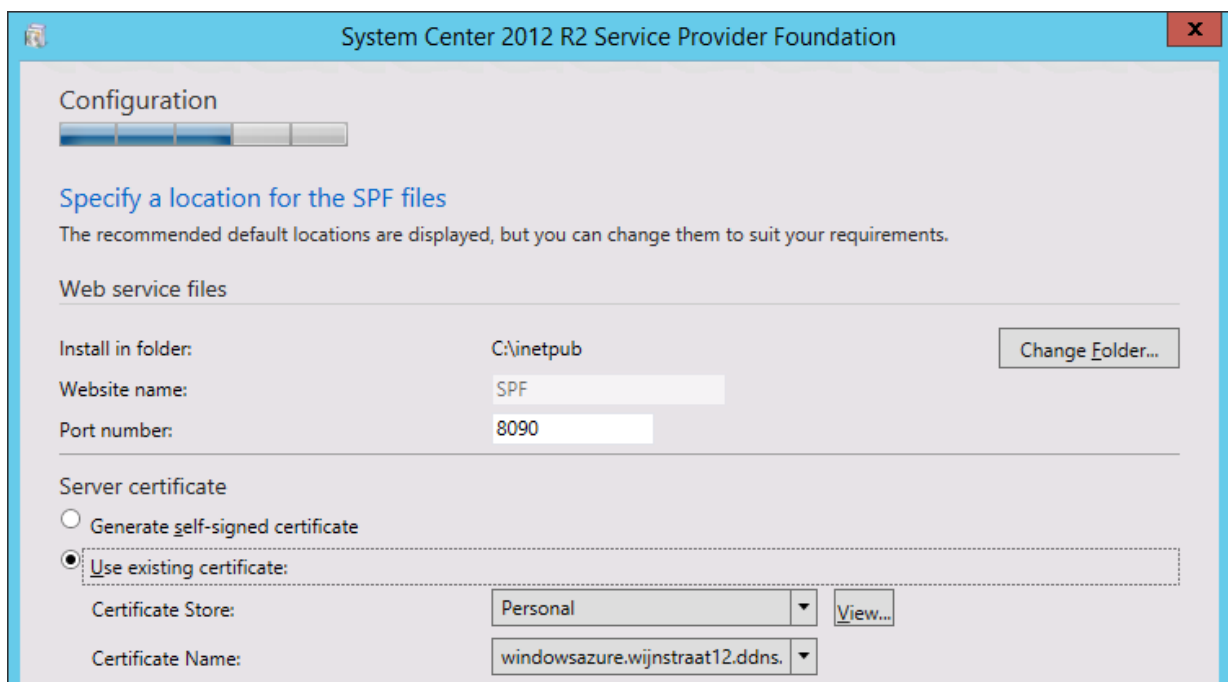 System Center 2012 R2 Service Provider Foundation
x
Configuration
Specify a location for the SPF files
The recommended default locations are displayed, but you can change them to suit your requirements.
Web service files
Install in folder: C:\inetpub Change Folder...
Website name: SPF
Port number: 8090
Server certificate
Generate self-signed certificate
Use existing certificate:
Certificate Store: Personal View...
Certificate Name: windowsazure.wijnstraat12.ddns.